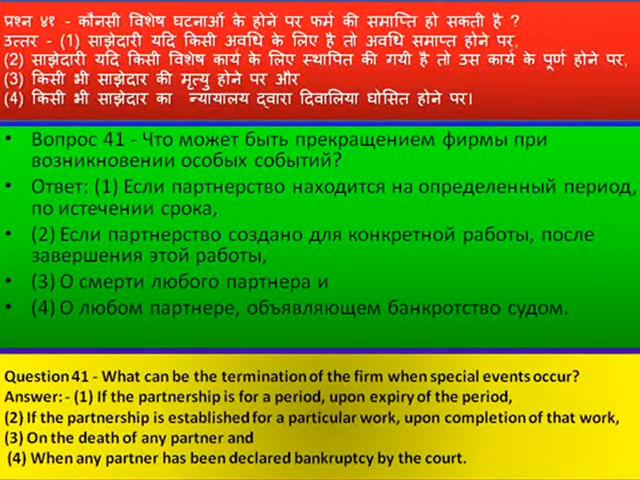 प्रश्न ४१ - कौनसी विशेष घटनाओं के होने पर फर्म की समाप्ति हो सकती है ?
उत्तर - (1) साझेदारी यदि किसी अवधि के लिए है तो अवधि समाप्त होने पर,
(2) साझेदारी यदि किसी विशेष कार्य के लिए स्थापित की गयी है तो उस कार्य के पूर्ण होने पर,
(3) किसी भी साझेदार की मृत्यु होने पर और
(4) किसी भी साझेदार का न्यायालय द्वारा दिवालिया घोसित होने पर।
• Вопрос 41 - Что может быть прекращением фирмы при
возникновении особых событий?
• Ответ: (1) Если партнерство находится на определенный период,
по истечении срока,
• (2) Если партнерство создано для конкретной работы, после
завершения этой работы,
• (3) О смерти любого партнера и
• (4) О любом партнере, объявляющем банкротство судом.
Question 41 - What can be the termination of the firm when special events occur?
Answer: - (1) If the partnership is for a period, upon expiry of the period,
(2) If the partnership is established for a particular work, upon completion of that work,
(3) On the death of any partner and
(4) When any partner has been declared bankruptcy by the court.